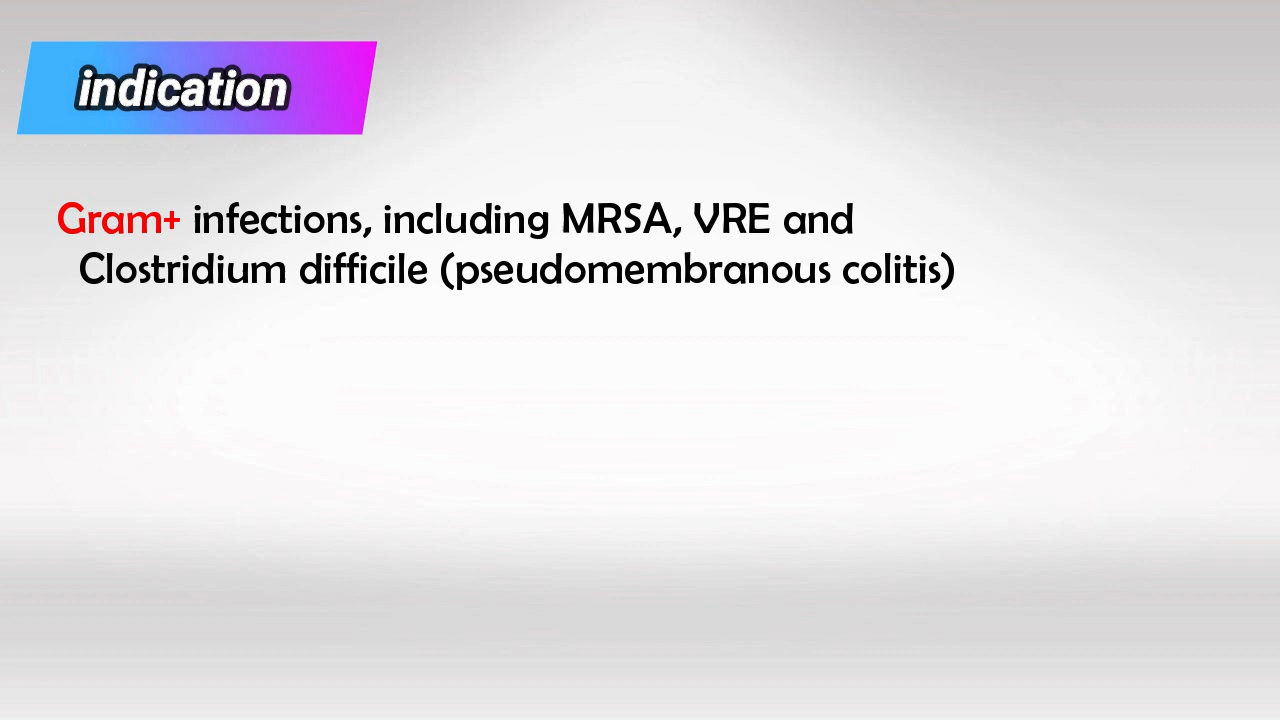 indication
Gram+ infections, including MRSA, VRE and
Clostridium difficile (pseudomembranous colitis)